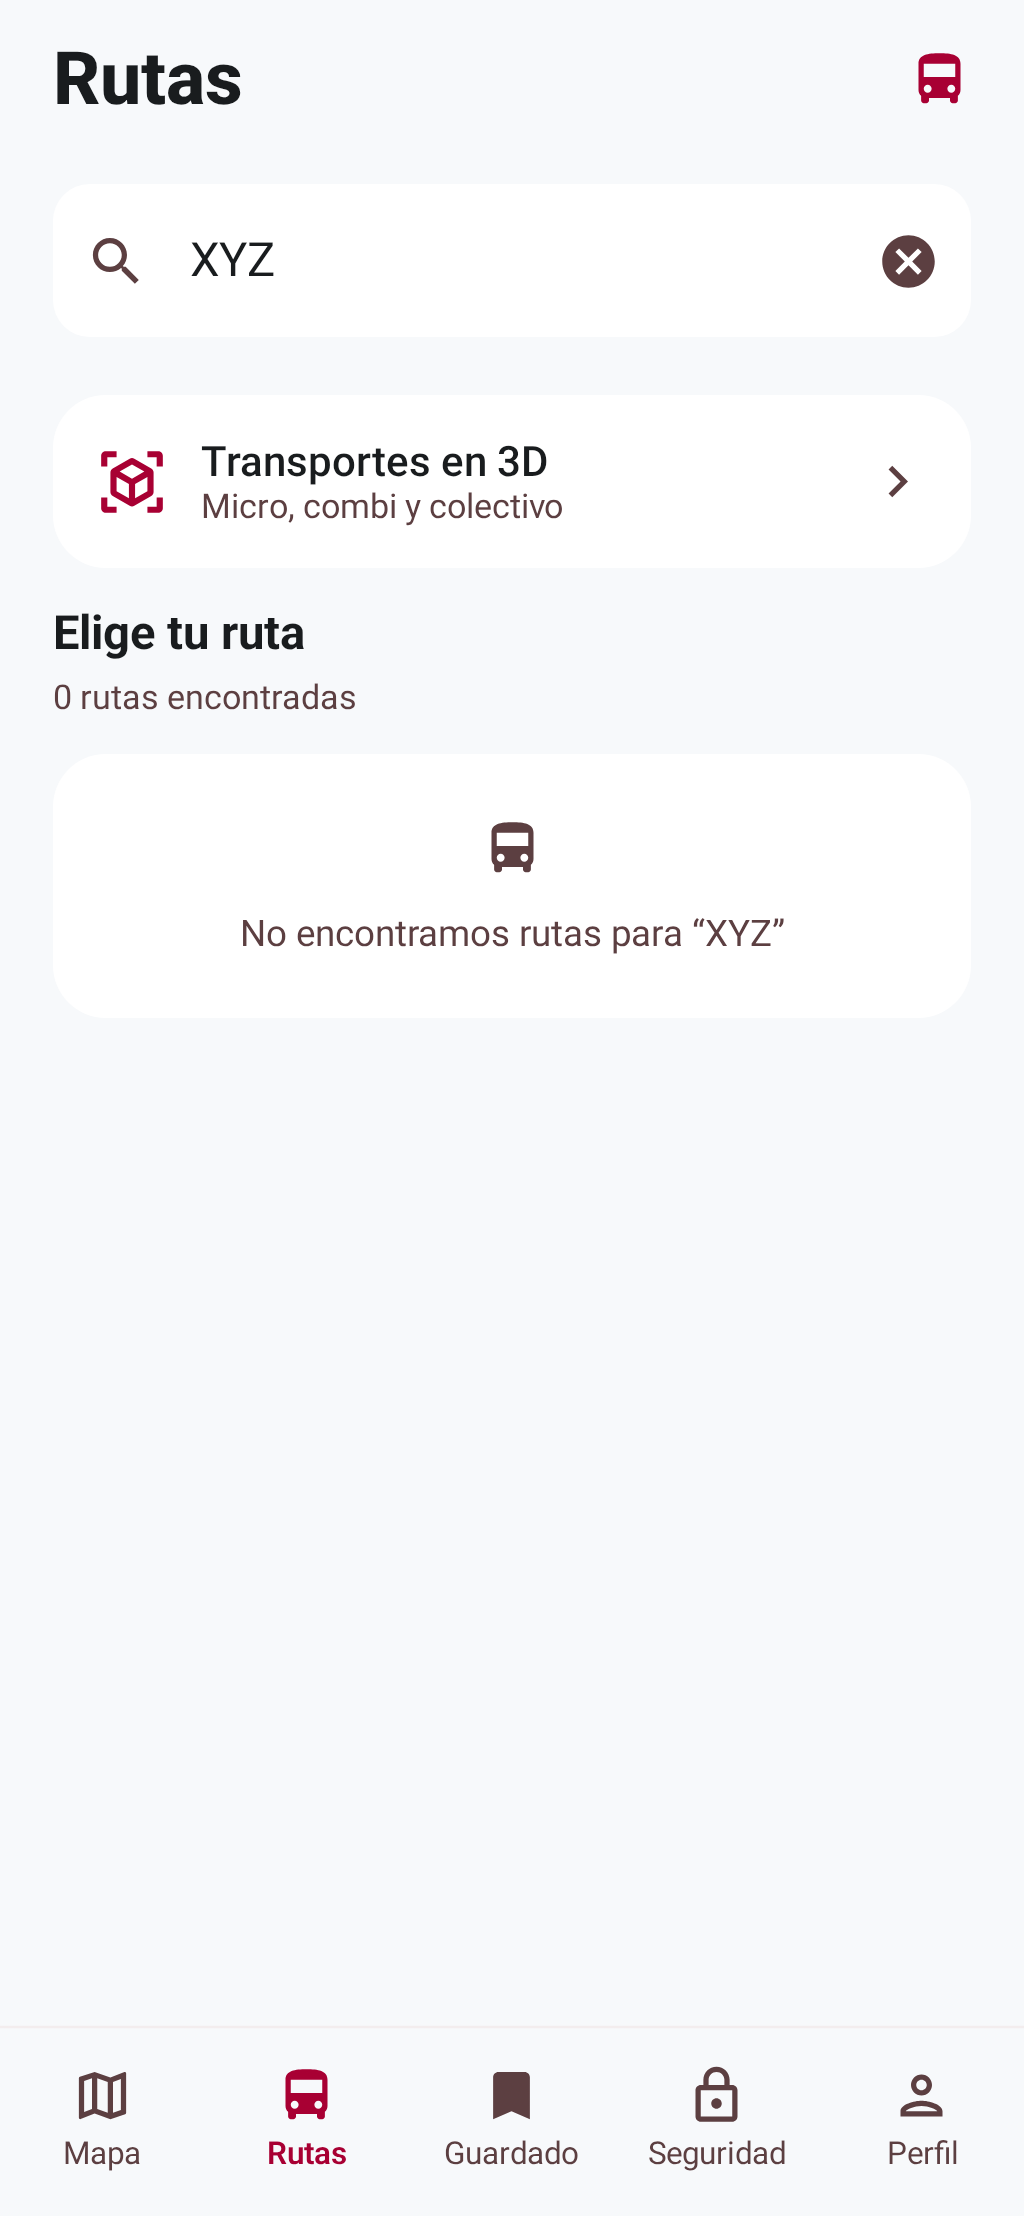 Rutas
XYZ
Transportes en 3D
Micro, combi y colectivo
Elige tu ruta
0 rutas encontradas
No encontramos rutas para “XYZ”
Mapa
Rutas
Guardado
Seguridad
Perfil